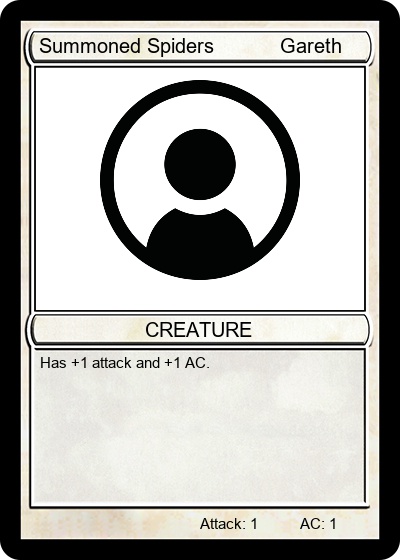 Summoned Spiders Gareth
CREATURE
Has +1 attack and +1 AC.
Attack: 1 AC: 1